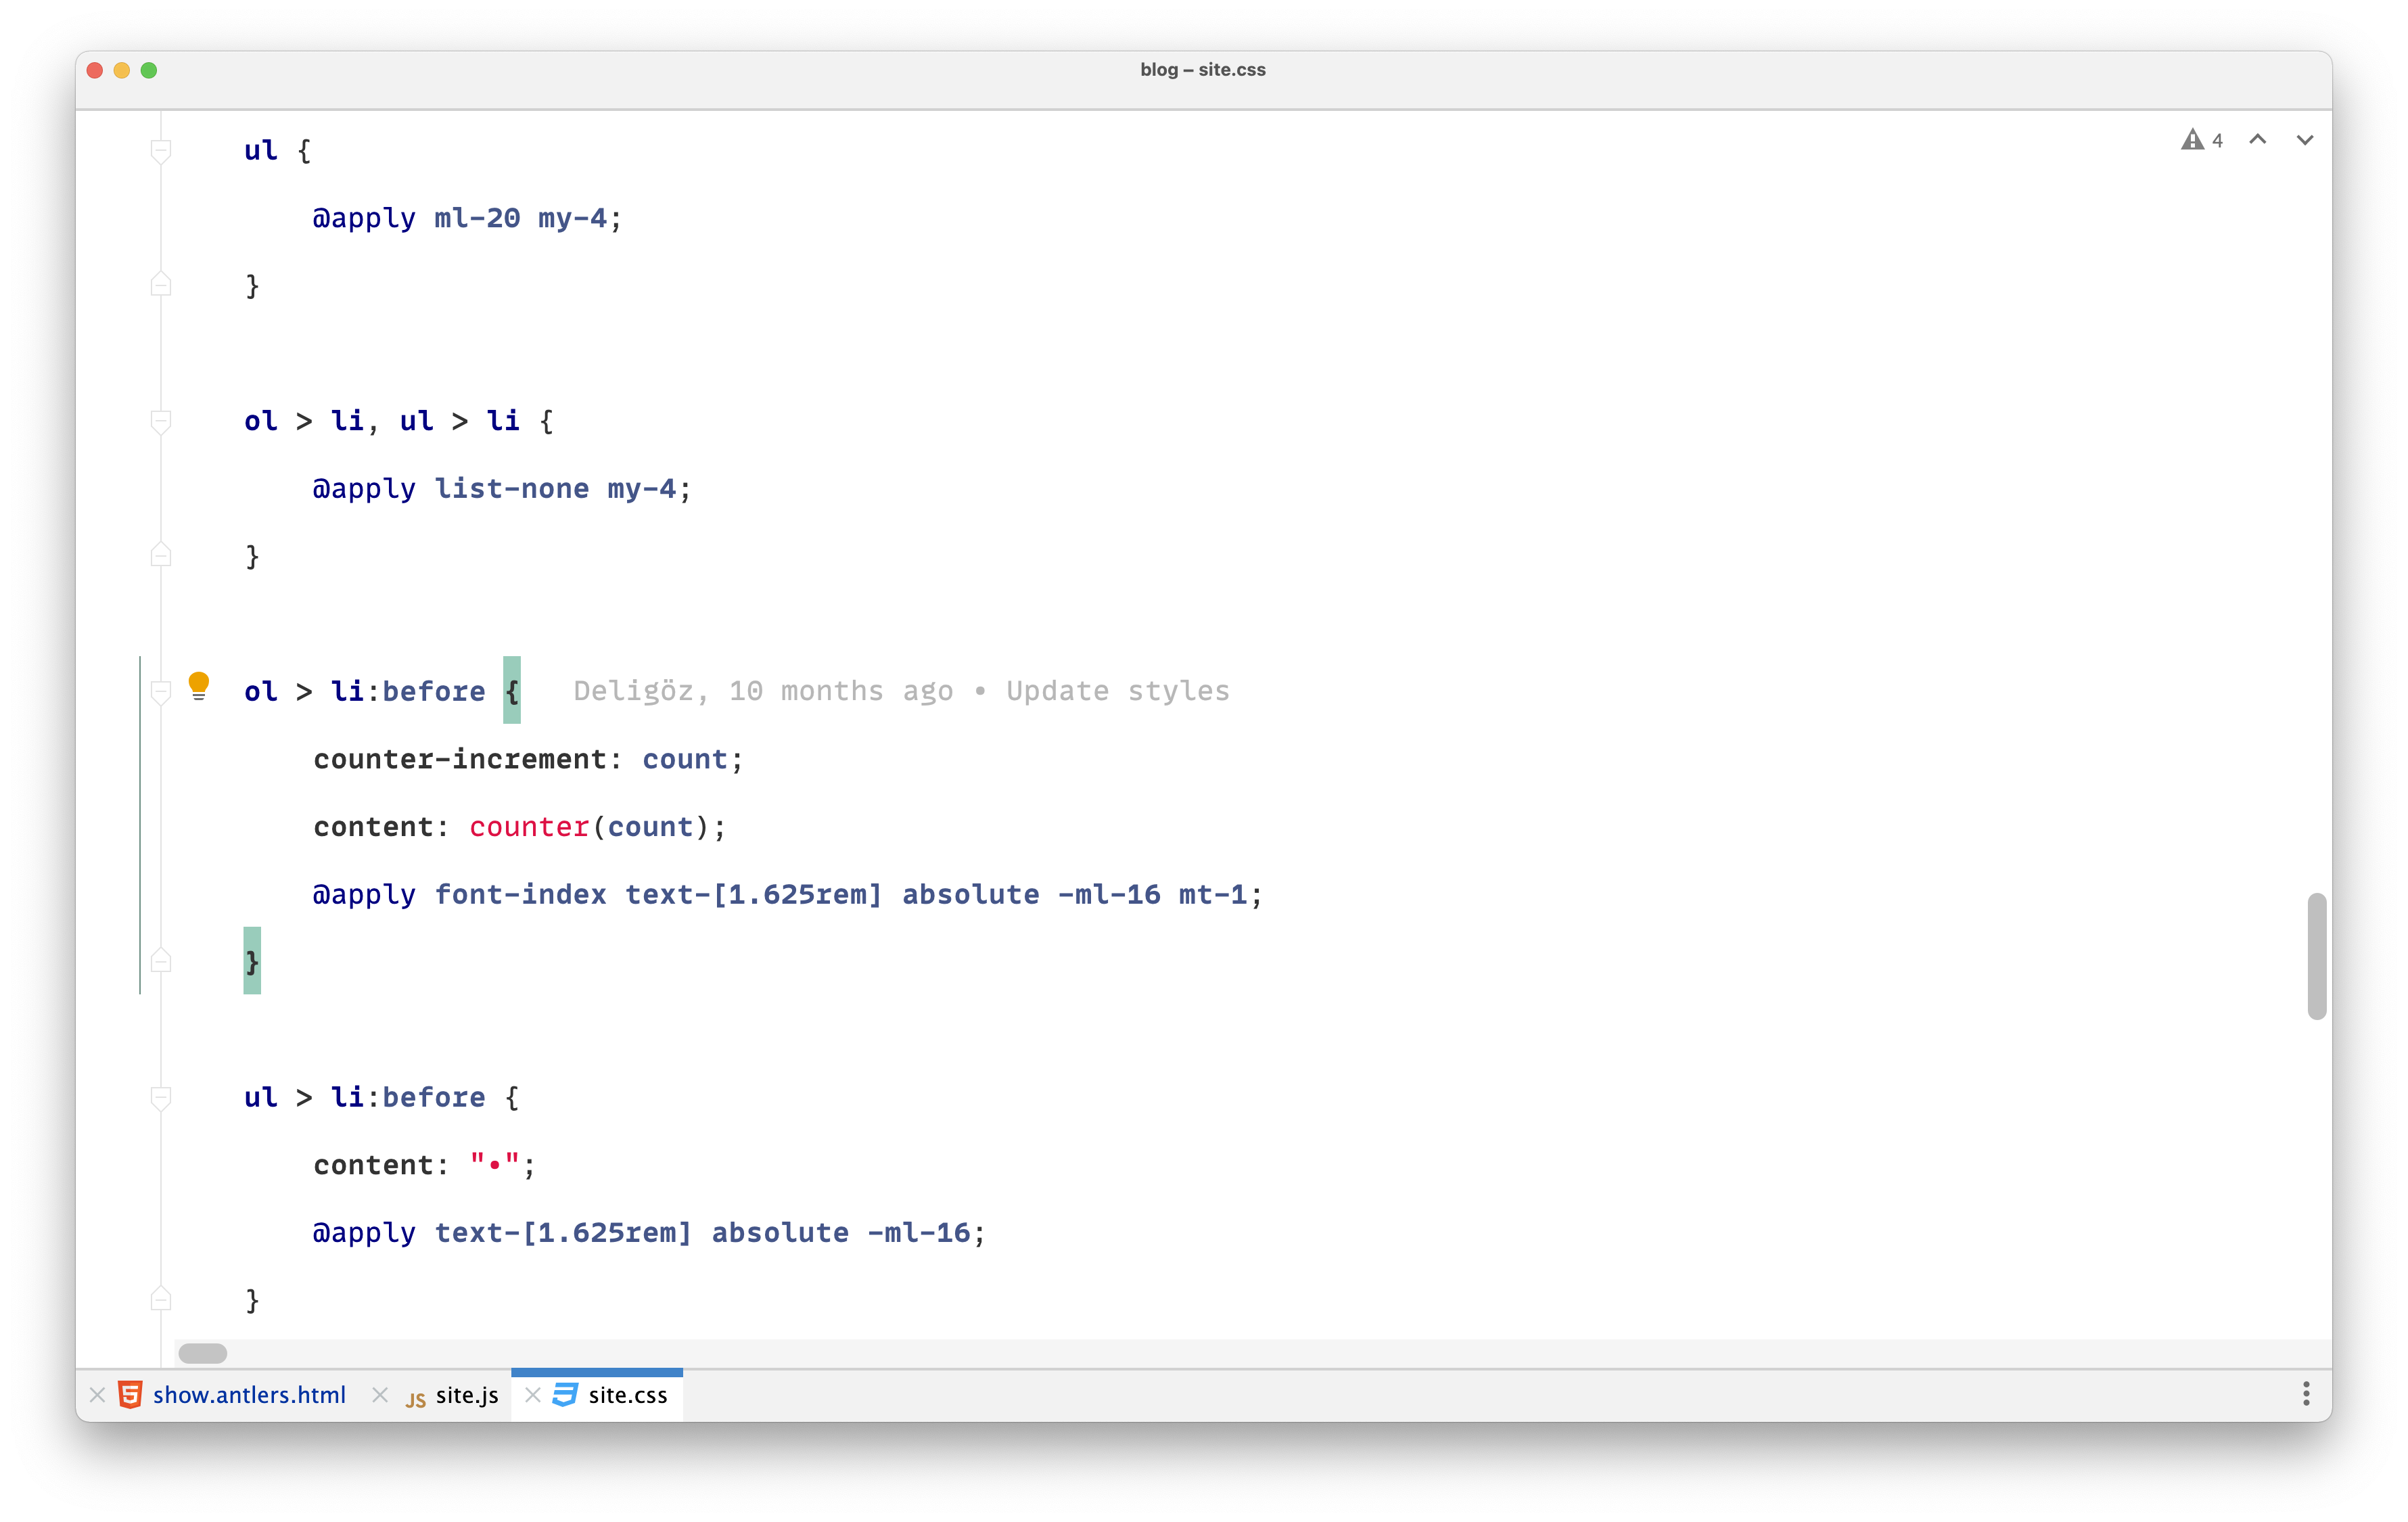 blog – site.css
4
ul {
@apply ml-20 my-4;
}
ol > li, ul > li {
@apply list-none my-4;
}
ol > li:before { Deligöz, 10 months ago • Update styles
counter-increment: count;
content: counter(count);
@apply font-index text-[1.625rem] absolute -ml-16 mt-1;
}
ul > li:before {
content: "•";
@apply text-[1.625rem] absolute -ml-16;
}
show.antlers.html JS site.js site.css